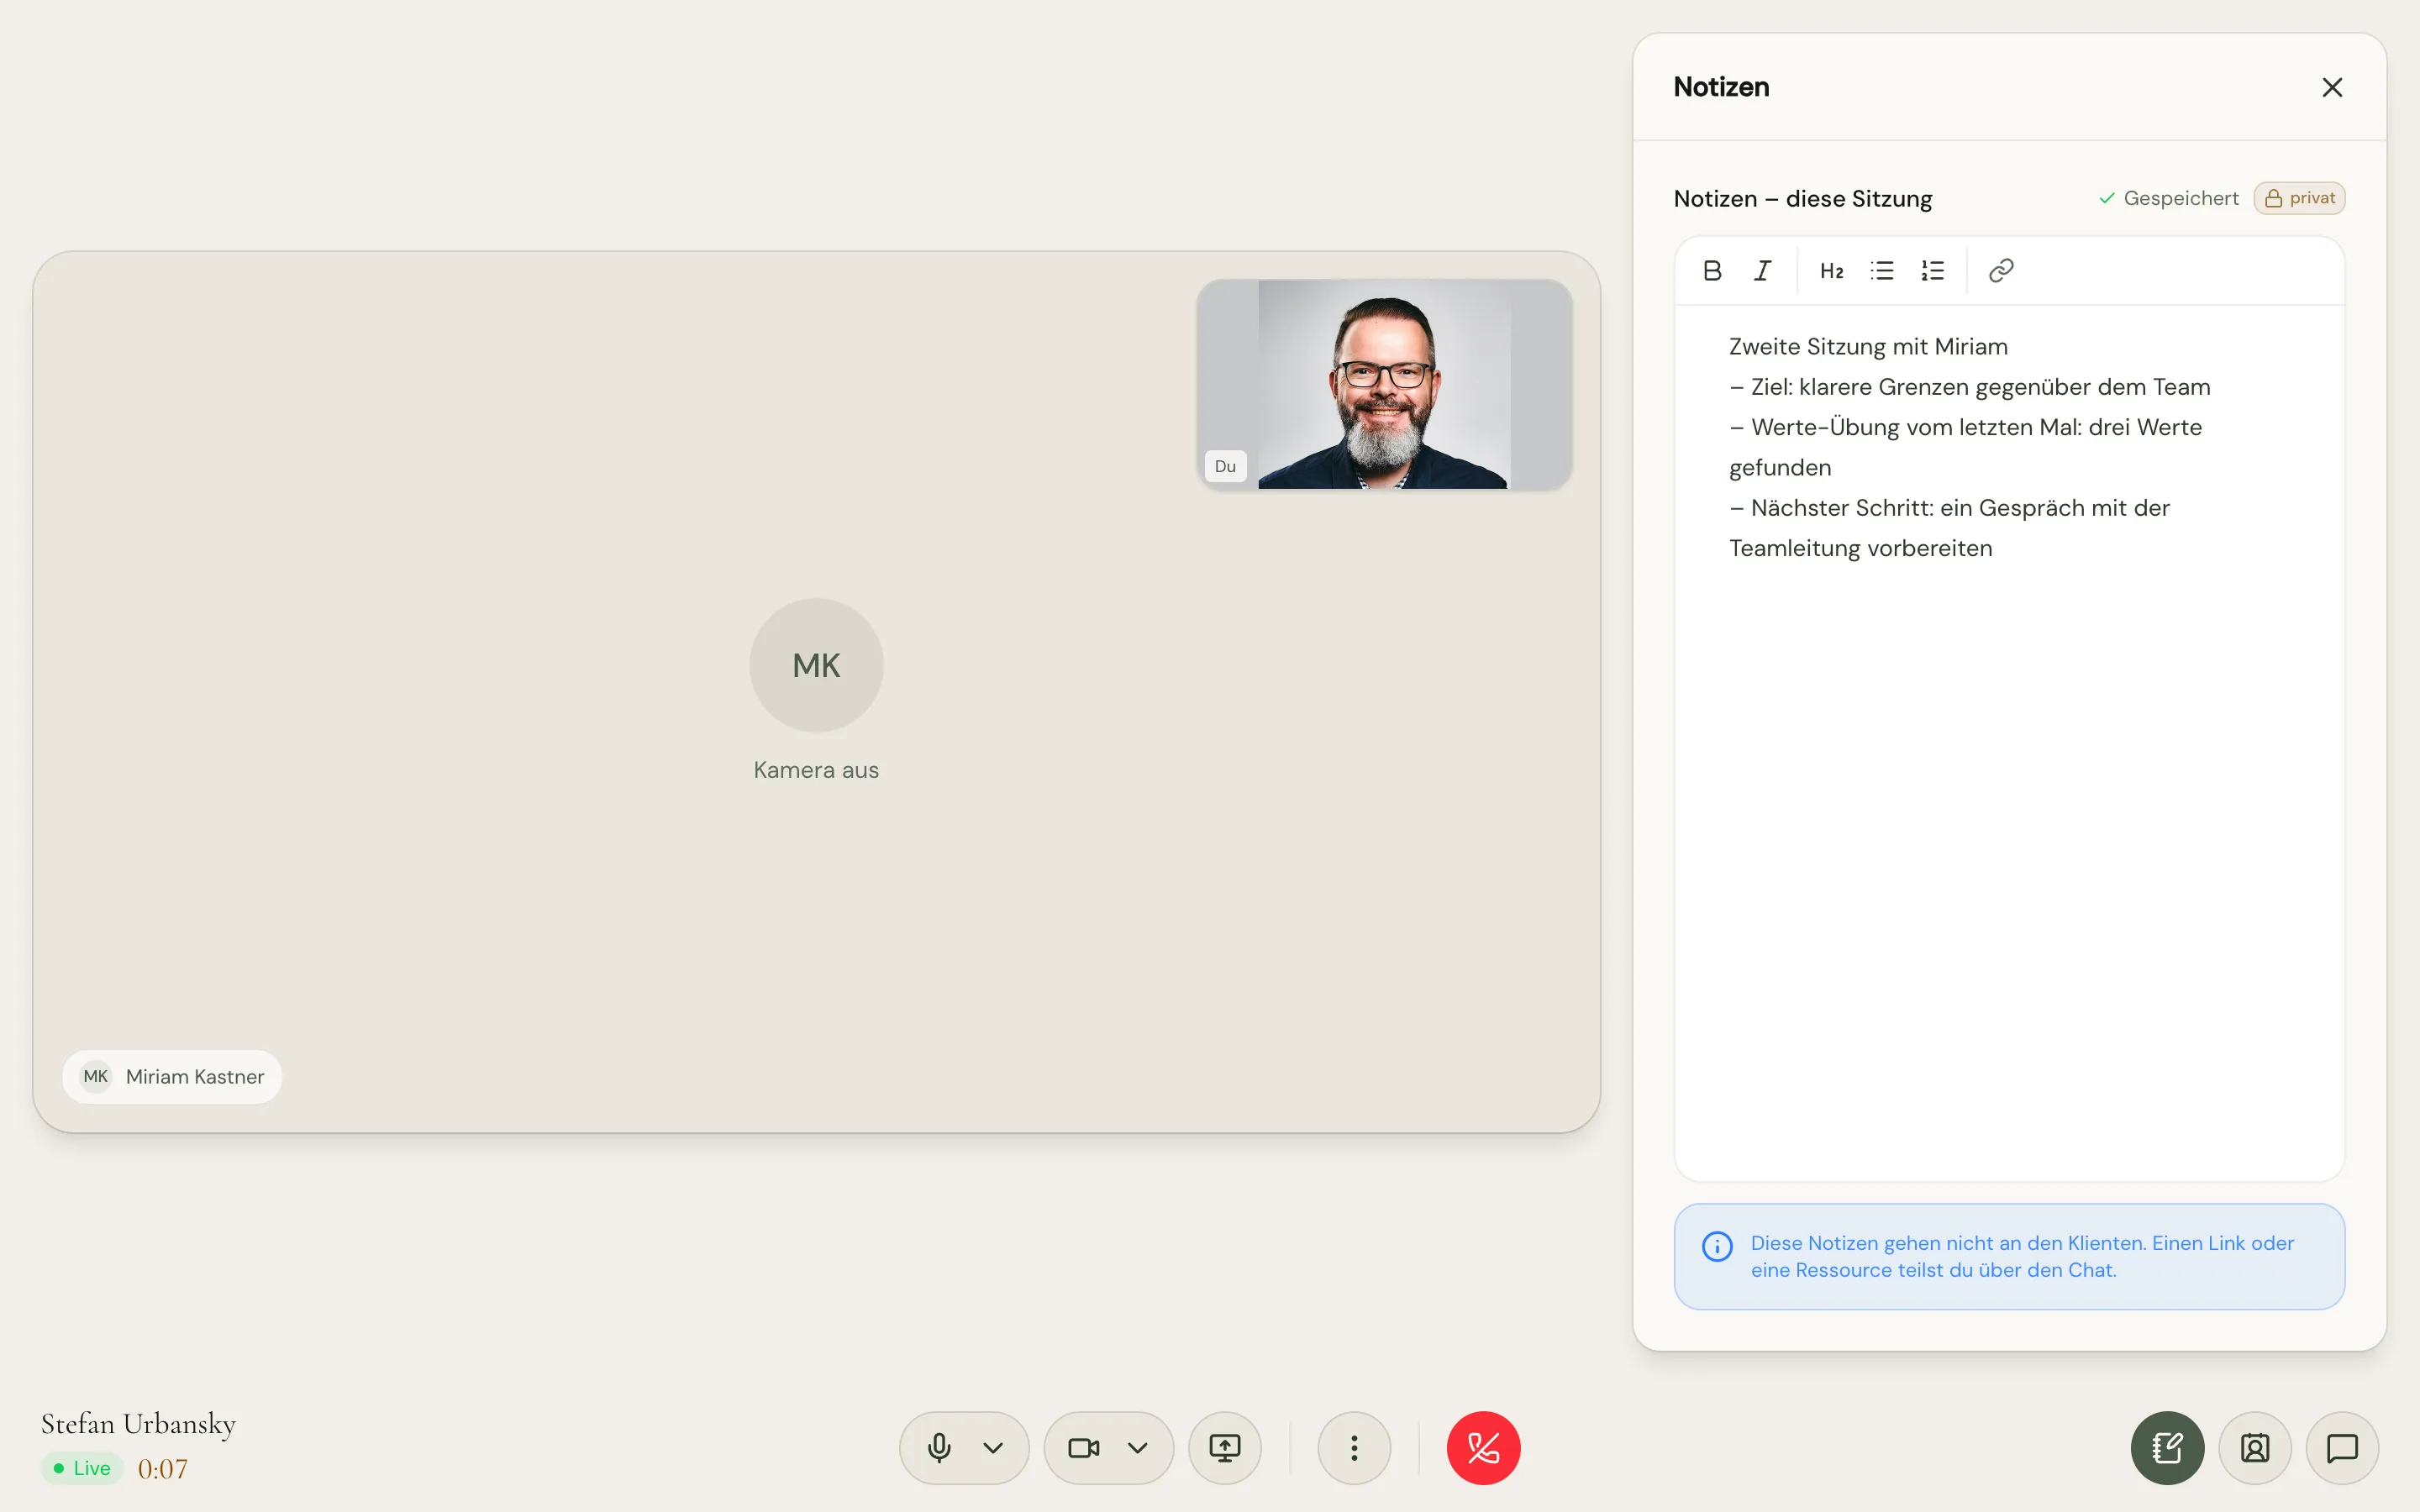 Notizen
Notizen – diese Sitzung
Gespeichert
privat
B I H2
Zweite Sitzung mit Miriam
– Ziel: klarere Grenzen gegenüber dem Team
– Werte-Übung vom letzten Mal: drei Werte
gefunden
– Nächster Schritt: ein Gespräch mit der
Teamleitung vorbereiten
Diese Notizen gehen nicht an den Klienten. Einen Link oder
eine Ressource teilst du über den Chat.
Du
MK
Kamera aus
MK Miriam Kastner
Stefan Urbansky
Live 0:07